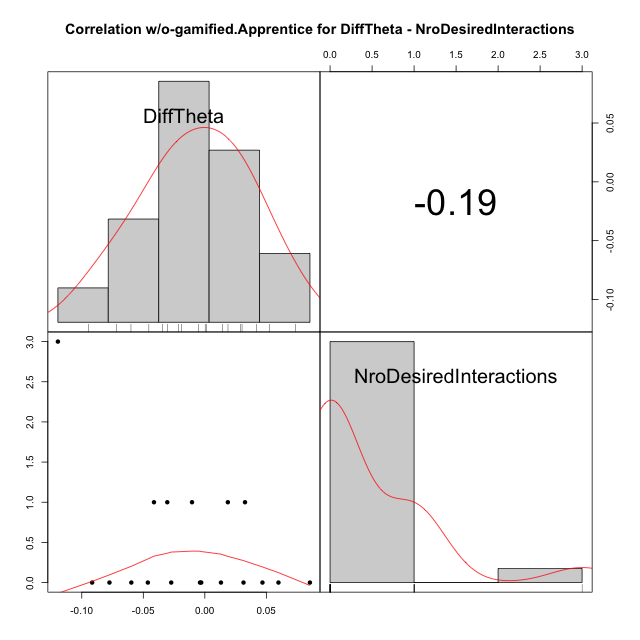 Correlation w/o-gamified.Apprentice for DiffTheta - NroDesiredInteractions
0.0 0.5 1.0 1.5 2.0 2.5 3.0
DiffTheta
-0.19
0.05
0.00
-0.05
-0.10
NroDesiredInteractions
3.0
2.5
2.0
1.5
1.0
0.5
0.0
-0.10 -0.05 0.00 0.05